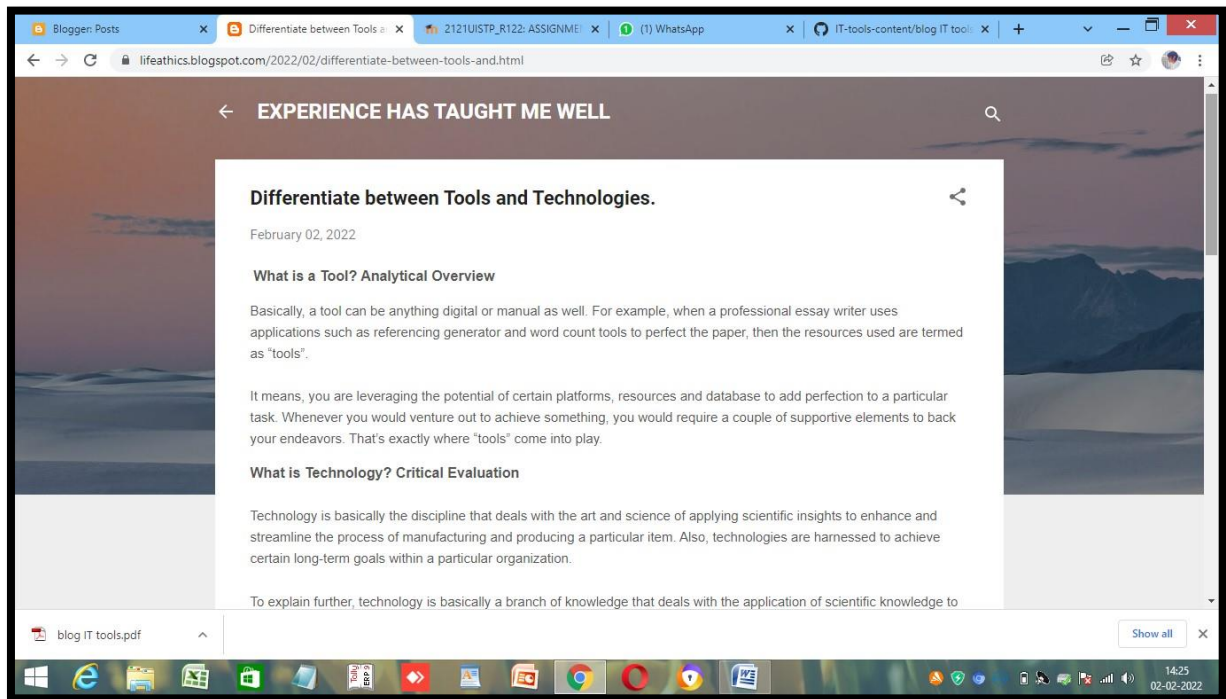 Blogger: Posts
Differentiate between Tools a
2121UISTP_R122: ASSIGNME
(1) WhatsApp
IT-tools-content/blog IT tools
lifeathics.blogspot.com/2022/02/differentiate-between-tools-and.html
EXPERIENCE HAS TAUGHT ME WELL
Differentiate between Tools and Technologies.
February 02, 2022
What is a Tool? Analytical Overview
Basically, a tool can be anything digital or manual as well. For example, when a professional essay writer uses
applications such as referencing generator and word count tools to perfect the paper, then the resources used are termed
as “tools”.
It means, you are leveraging the potential of certain platforms, resources and database to add perfection to a particular
task. Whenever you would venture out to achieve something, you would require a couple of supportive elements to back
your endeavors. That’s exactly where “tools” come into play.
What is Technology? Critical Evaluation
Technology is basically the discipline that deals with the art and science of applying scientific insights to enhance and
streamline the process of manufacturing and producing a particular item. Also, technologies are harnessed to achieve
certain long-term goals within a particular organization.
To explain further, technology is basically a branch of knowledge that deals with the application of scientific knowledge to
blog IT tools.pdf
Show all
Tally
ERP 9
14:25
02-02-2022